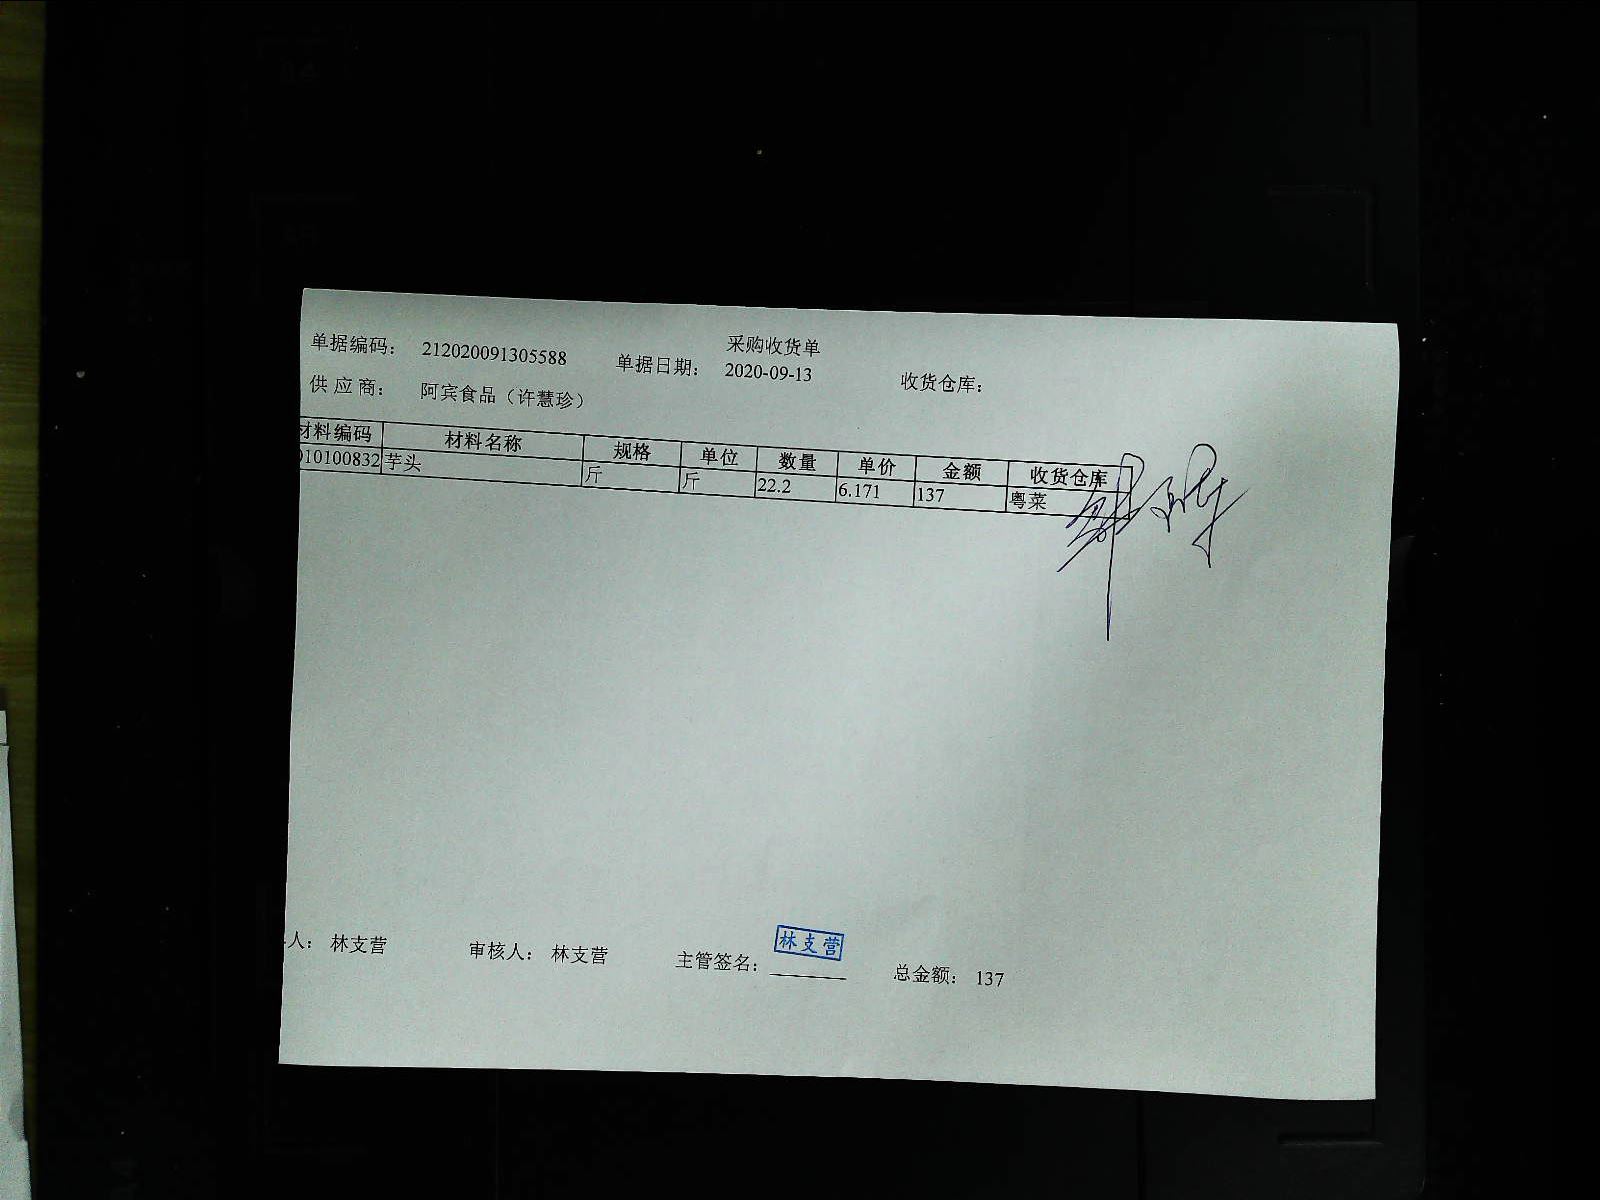 采购收货单
单据编码： 212020091305588 单据日期： 2020-09-13 收货仓库：
供应商： 阿宾食品（许慧珍）
材料编码 材料名称 规格 单位 数量 单价 金额 收货仓库
010100832 芋头 斤 斤 22.2 6.171 137 粤菜
人： 林支营 审核人： 林支营 主管签名： 林支营 总金额： 137